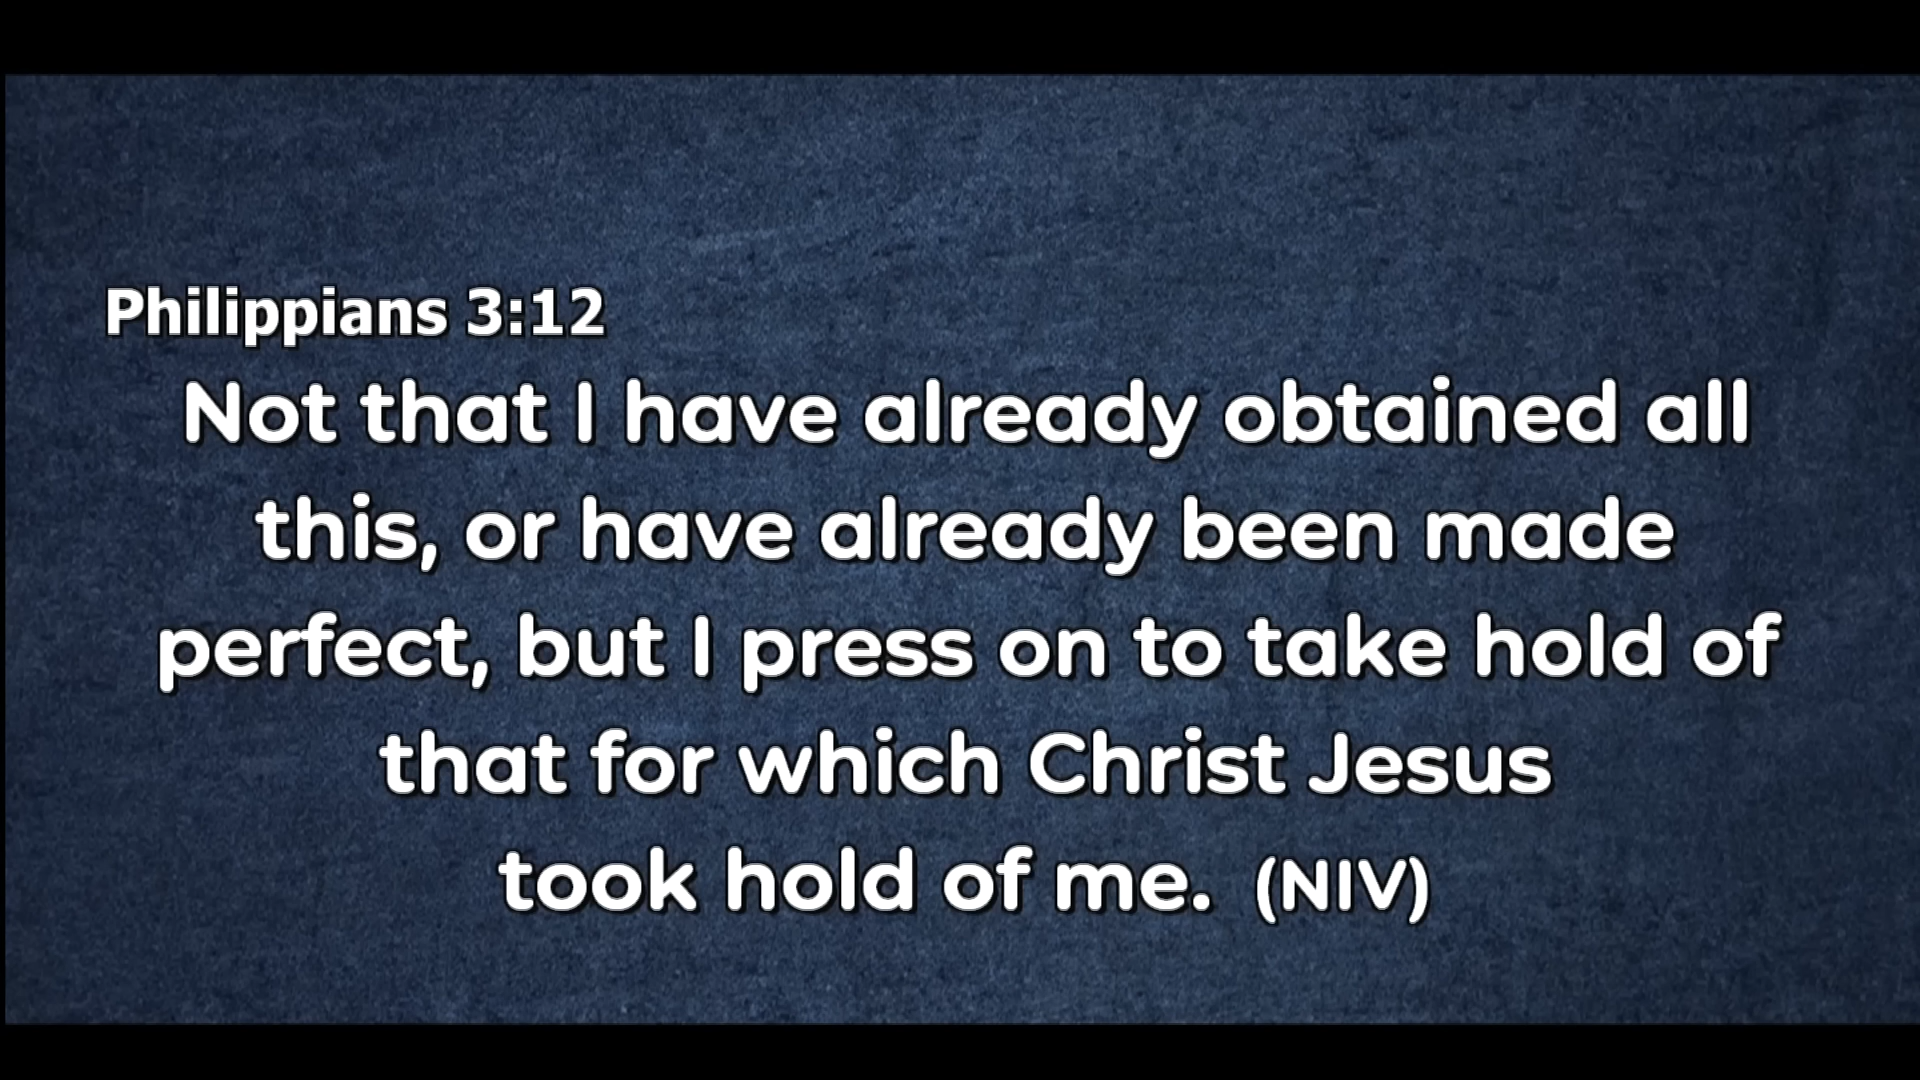 Philippians 3:12
Not that I have already obtained all
this, or have already been made
perfect, but I press on to take hold of
that for which Christ Jesus
took hold of me. (NIV)